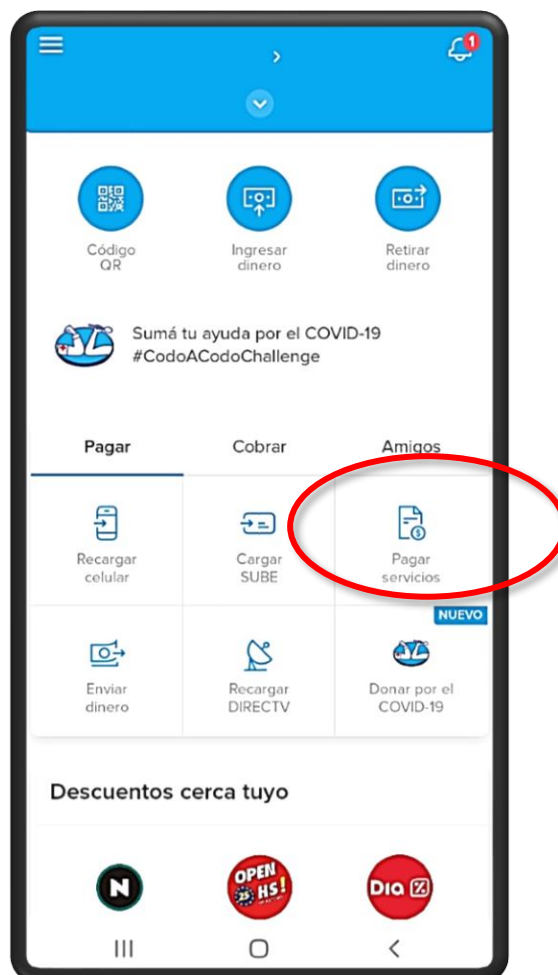 1
Código
QR
Ingresar
dinero
Retirar
dinero
Sumá tu ayuda por el COVID-19
#CodoACodoChallenge
Pagar
Cobrar
Amigos
Recargar
celular
Cargar
SUBE
Pagar
servicios
NUEVO
Enviar
dinero
Recargar
DIRECTV
Donar por el
COVID-19
Descuentos cerca tuyo
N
OPEN
25 HS!
Dia %